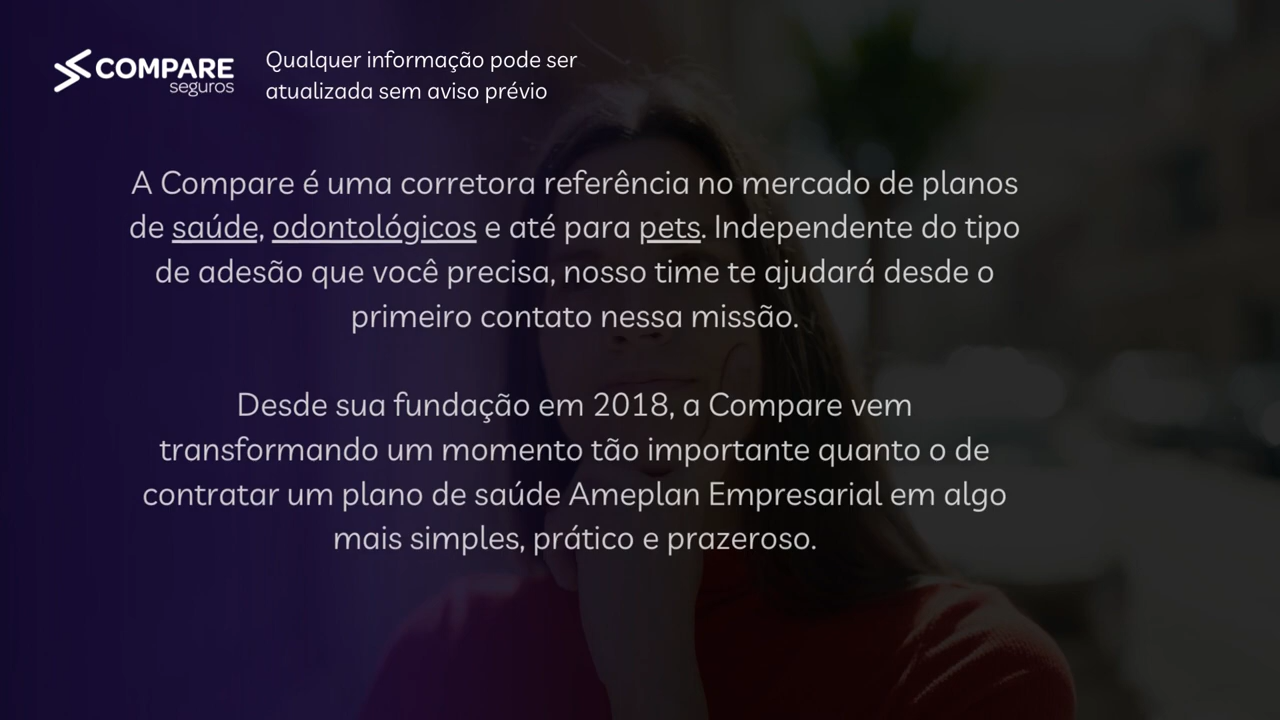 COMPARE
seguros
Qualquer informação pode ser
atualizada sem aviso prévio
A Compare é uma corretora referência no mercado de planos
de saúde, odontológicos e até para pets. Independente do tipo
de adesão que você precisa, nosso time te ajudará desde o
primeiro contato nessa missão.
Desde sua fundação em 2018, a Compare vem
transformando um momento tão importante quanto o de
contratar um plano de saúde Ameplan Empresarial em algo
mais simples, prático e prazeroso.